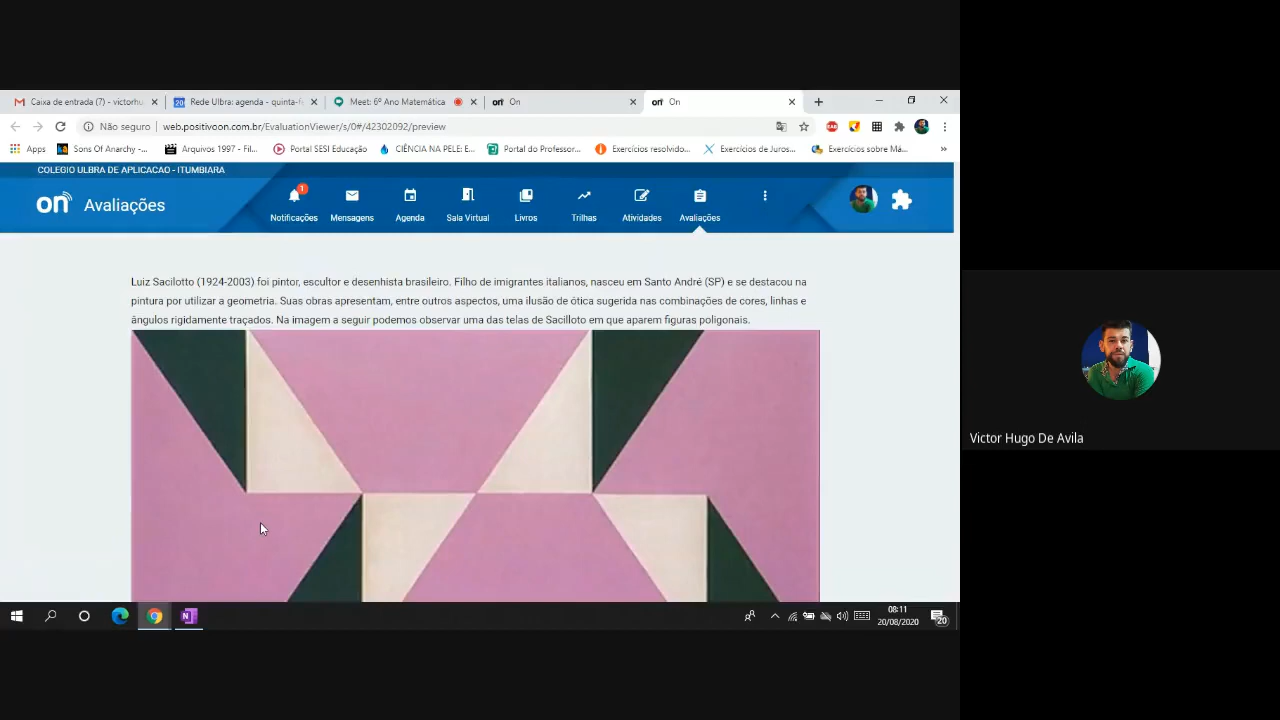 Caixa de entrada (7) - victorhu
Rede Ulbra: agenda - quinta-fe
Meet: 6º Ano Matemática
On
On
Não seguro
web.positivoon.com.br/EvaluationViewer/s/0#/42302092/preview
Apps
Sons Of Anarchy -...
Arquivos 1997 - Fil...
Portal SESI Educação
CIÊNCIA NA PELE: E...
Portal do Professor...
Exercícios resolvido...
Exercícios de Juros...
Exercícios sobre Má...
COLEGIO ULBRA DE APLICACAO - ITUMBIARA
on
Avaliações
1
Notificações
Mensagens
Agenda
Sala Virtual
Livros
Trilhas
Atividades
Avaliações
Luiz Sacilotto (1924-2003) foi pintor, escultor e desenhista brasileiro. Filho de imigrantes italianos, nasceu em Santo André (SP) e se destacou na
pintura por utilizar a geometria. Suas obras apresentam, entre outros aspectos, uma ilusão de ótica sugerida nas combinações de cores, linhas e
ângulos rigidamente traçados. Na imagem a seguir podemos observar uma das telas de Sacilloto em que aparem figuras poligonais.
Victor Hugo De Avila
08:11
20/08/2020
20